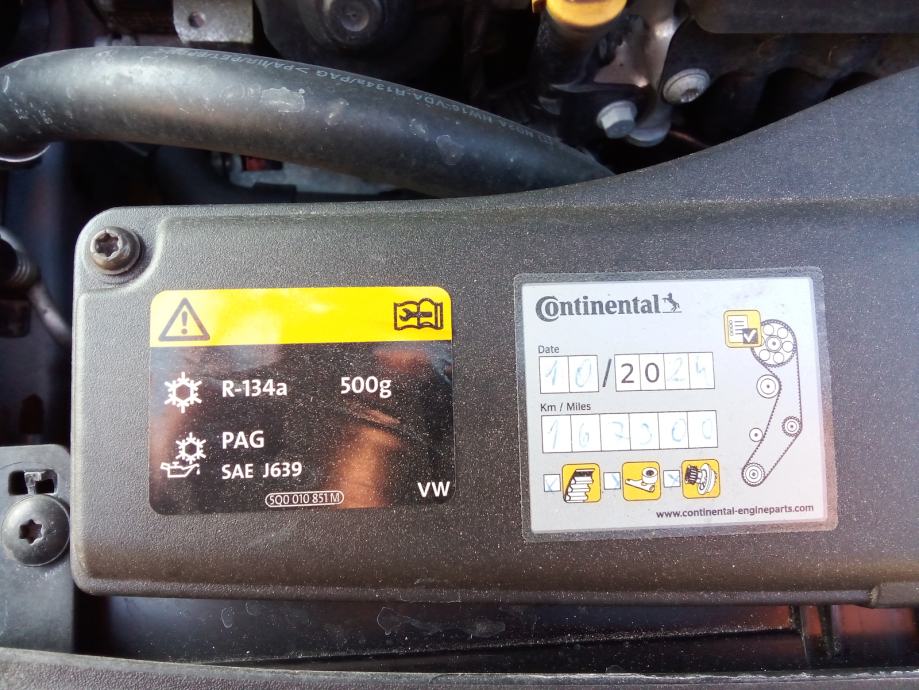 R-134a 500g
PAG
SAE J639
5Q0 010 851 M
VW
Continental
Date
10/2024
Km / Miles
167300
www.continental-engineparts.com